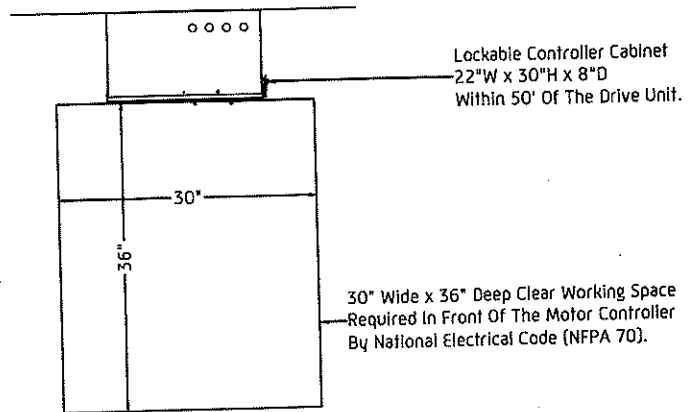 Lockable Controller Cabinet
22"W x 30"H x 8"D
Within 50' Of The Drive Unit.
30"
36"
30" Wide x 36" Deep Clear Working Space
Required In Front Of The Motor Controller
By National Electrical Code (NFPA 70).